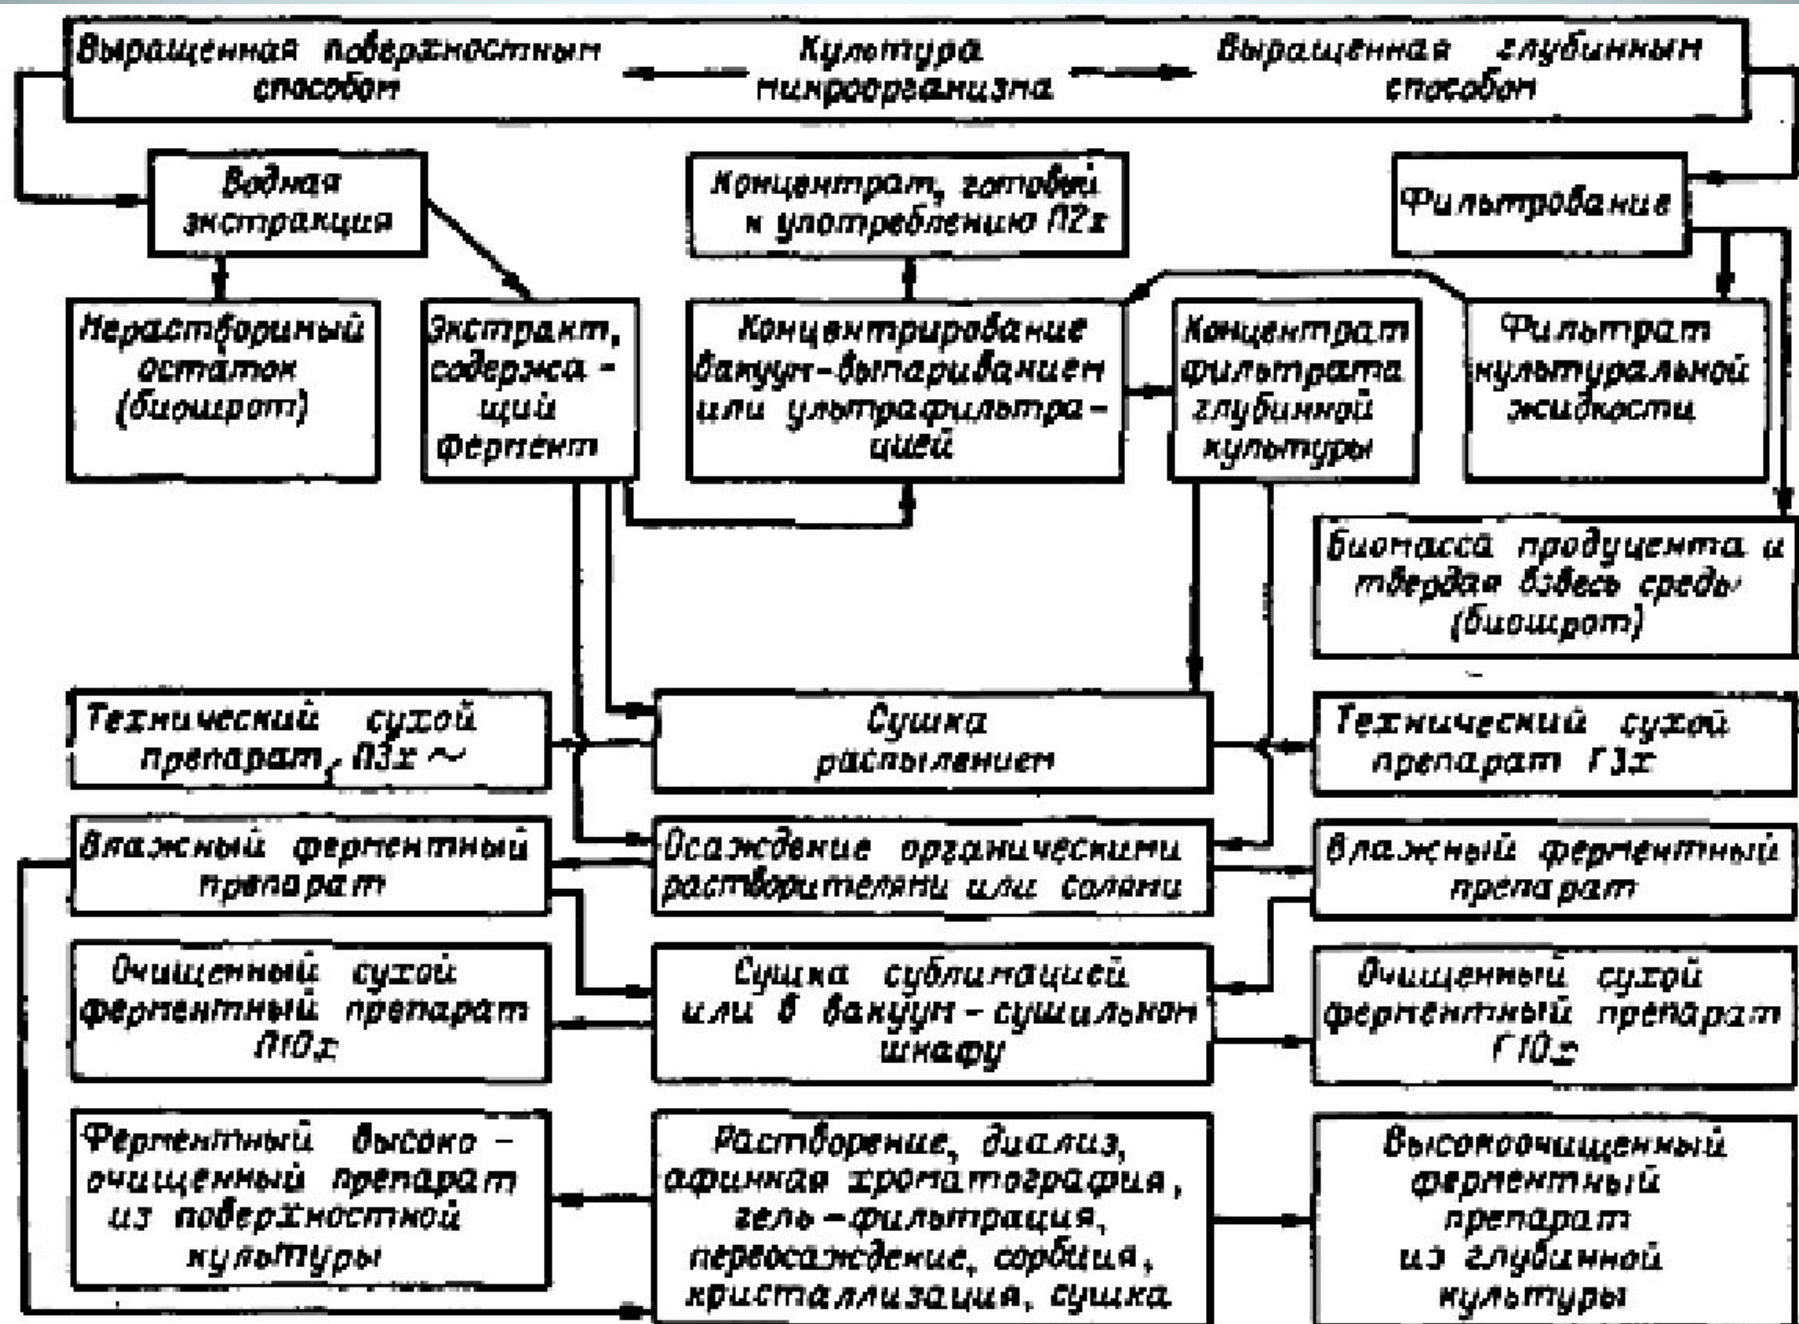 Выращенная поверхностным
способом
Культура
микроорганизма
Выращенная глубинным
способом
Водная
экстракция
Концентрат, готовый
к употреблению П2х
Фильтрование
Нерастворимый
остаток
(биошрот)
Экстракт,
содержа -
щий
фермент
Концентрирование
вакуум-выпариванием
или ультрафильтра -
цией
Концентрат
фильтрата
глубинной
культуры
Фильтрат
культуральной
жидкости
Биомасса продуцента и
твердая взвесь среды
(биошрот)
Технический сухой
препарат, П3х ~
Сушка
распылением
Технический сухой
препарат Г3х
Влажный ферментный
препарат
Осаждение органическими
растворителями или солями
Влажный ферментный
препарат
Очищенный сухой
ферментный препарат
П10х
Сушка сублимацией
или в вакуум - сушильном
шкафу
Очищенный сухой
ферментный препарат
Г10х
Ферментный высоко -
очищенный препарат
из поверхностной
культуры
Растворение, диализ,
афинная хроматография,
гель - фильтрация,
первосаждение, сорбция,
кристаллизация, сушка
Высокоочищенный
ферментный
препарат
из глубинной
культуры